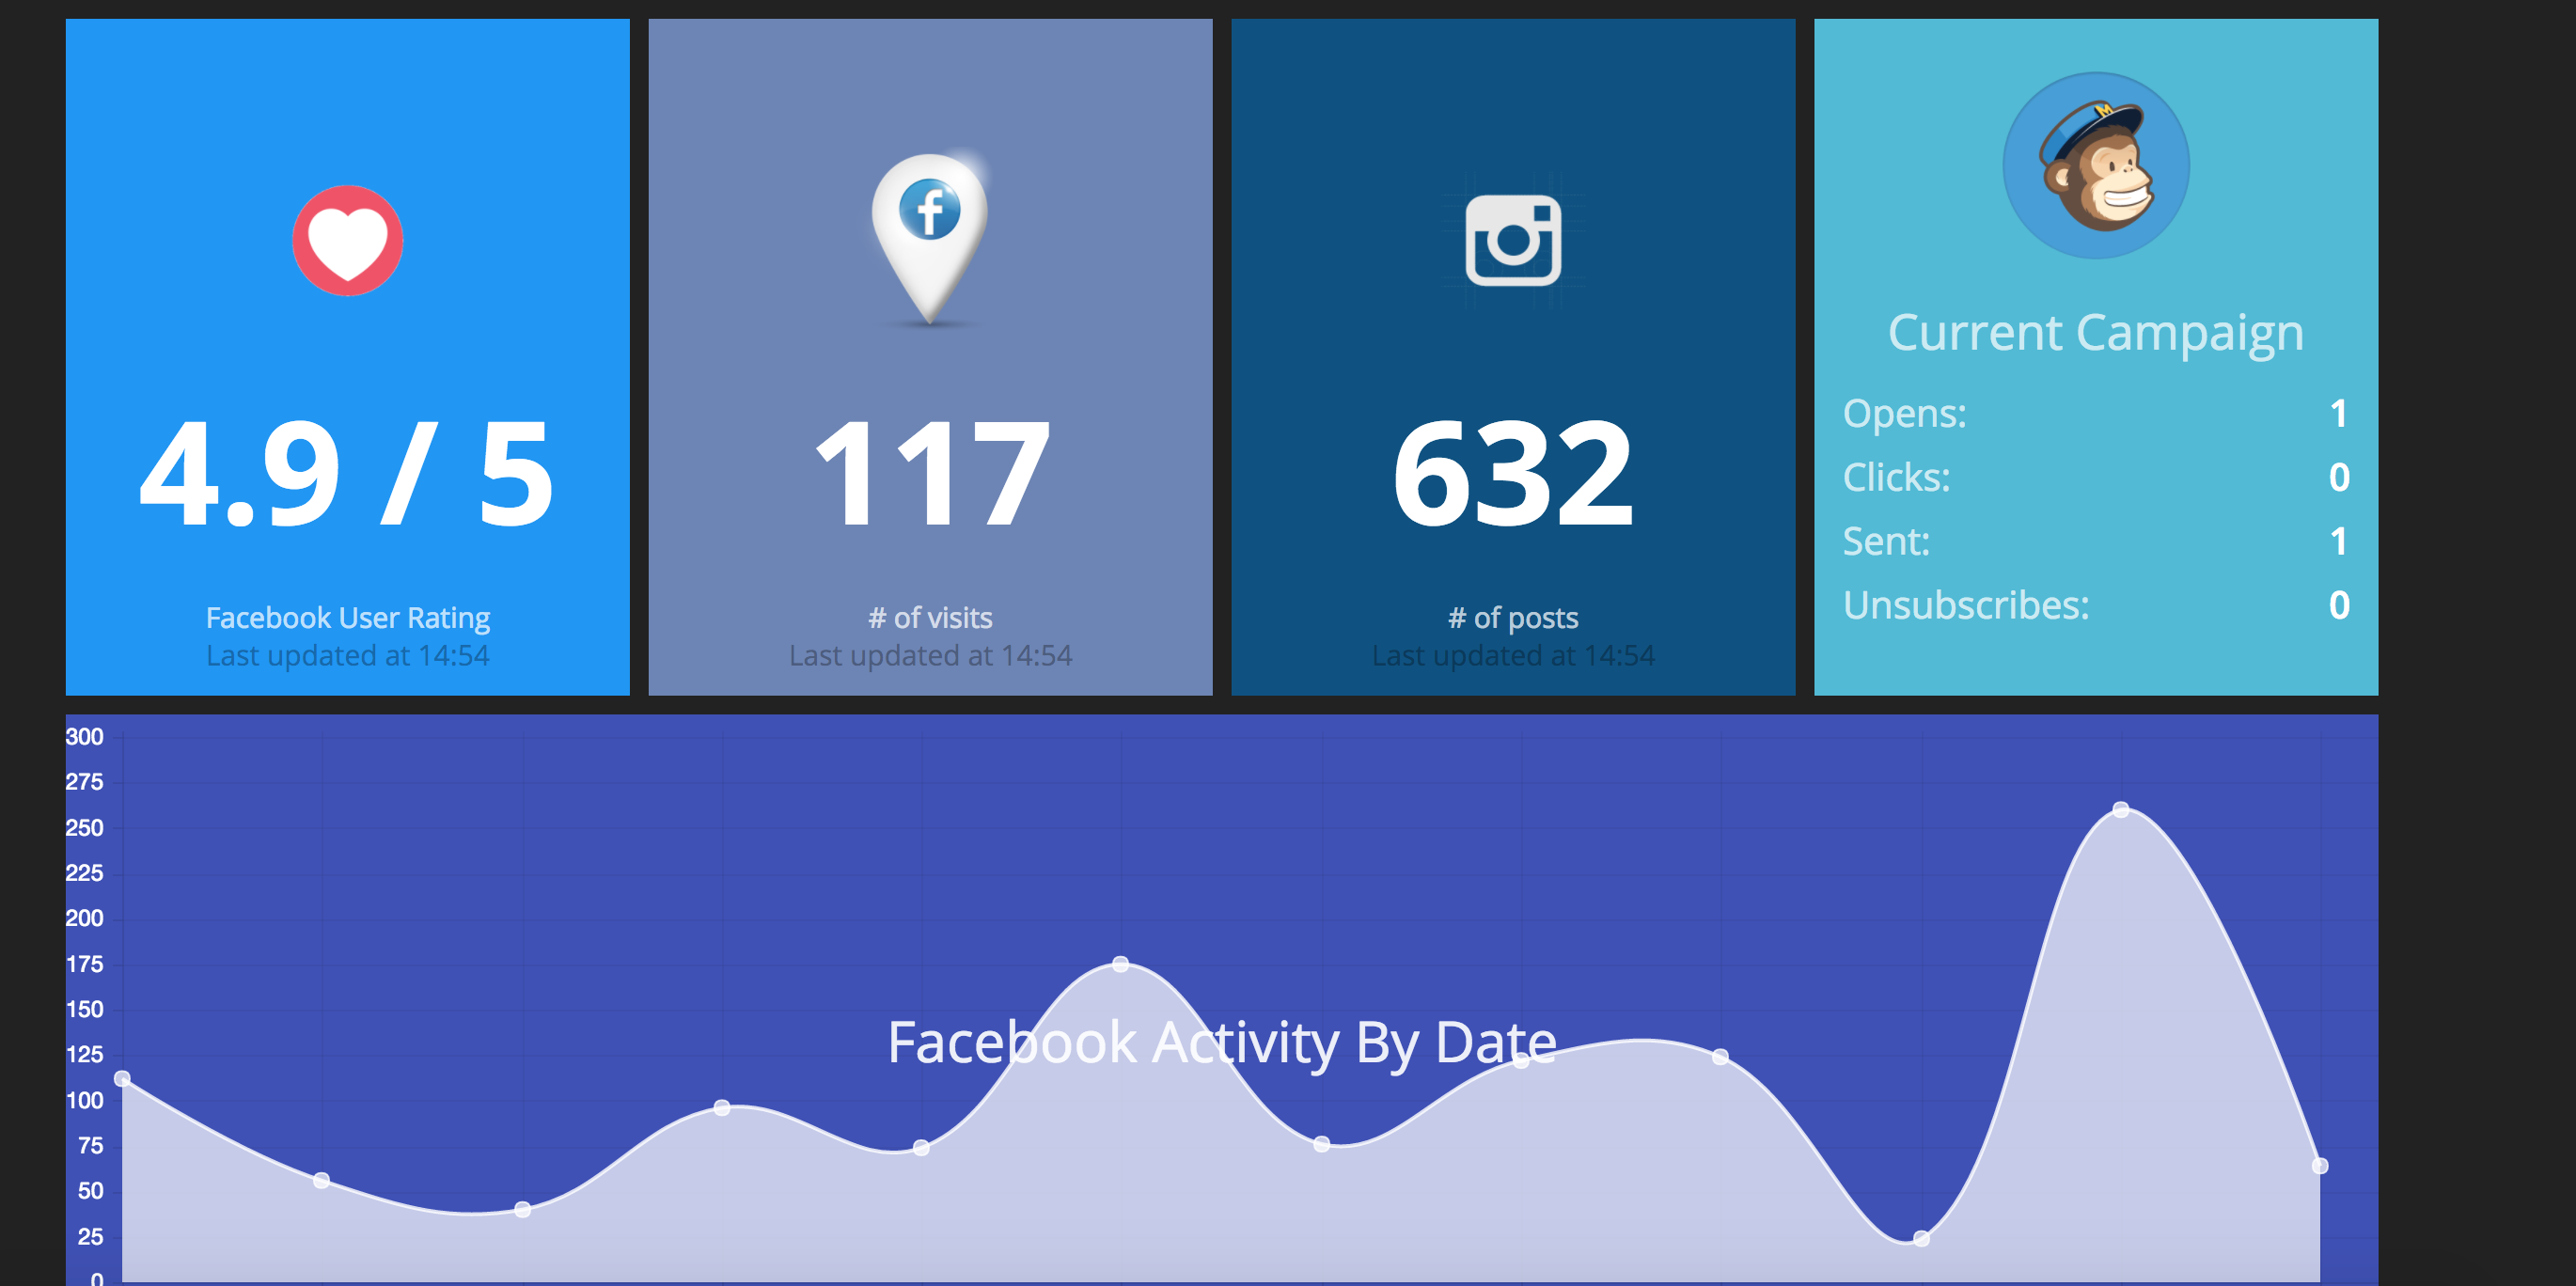 4.9 / 5
Facebook User Rating
Last updated at 14:54
f
117
# of visits
Last updated at 14:54
632
# of posts
Last updated at 14:54
M
Current Campaign
Opens: 1
Clicks: 0
Sent: 1
Unsubscribes: 0
300
275
250
225
200
175
150
Facebook Activity By Date
125
100
75
50
25
0